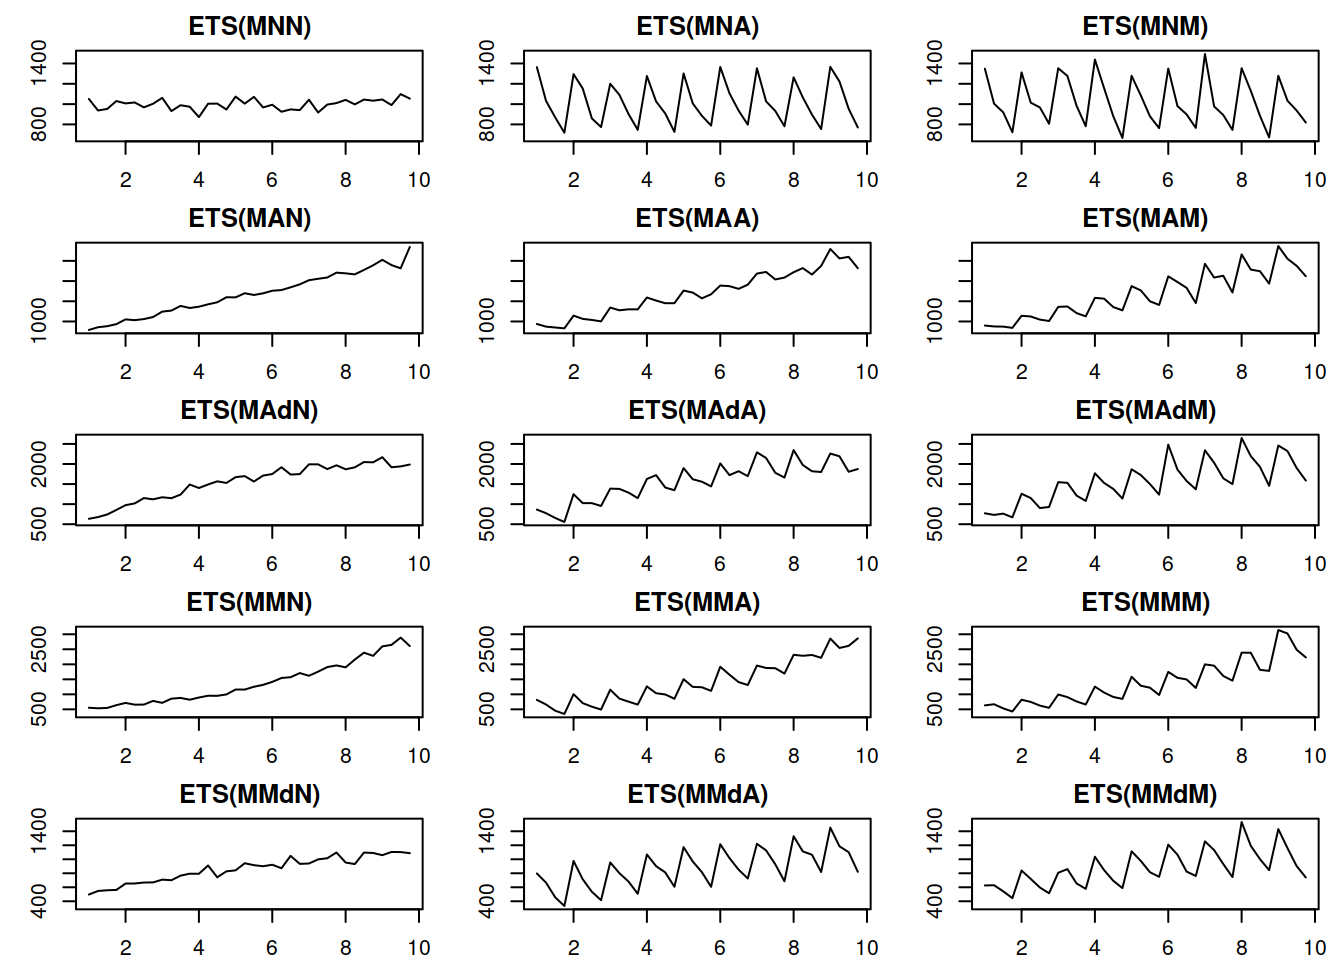 ETS(MNN) ETS(MNA) ETS(MNM)
800 1400 800 1400 800 1400
2 4 6 8 10 2 4 6 8 10 2 4 6 8 10
ETS(MAN) ETS(MAA) ETS(MAM)
1000 1000 1000
2 4 6 8 10 2 4 6 8 10 2 4 6 8 10
ETS(MAdN) ETS(MAdA) ETS(MAdM)
500 2000 500 2000 500 2000
2 4 6 8 10 2 4 6 8 10 2 4 6 8 10
ETS(MMN) ETS(MMA) ETS(MMM)
500 2500 500 2500 500 2500
2 4 6 8 10 2 4 6 8 10 2 4 6 8 10
ETS(MMdN) ETS(MMdA) ETS(MMdM)
400 1400 400 1400 400 1400
2 4 6 8 10 2 4 6 8 10 2 4 6 8 10